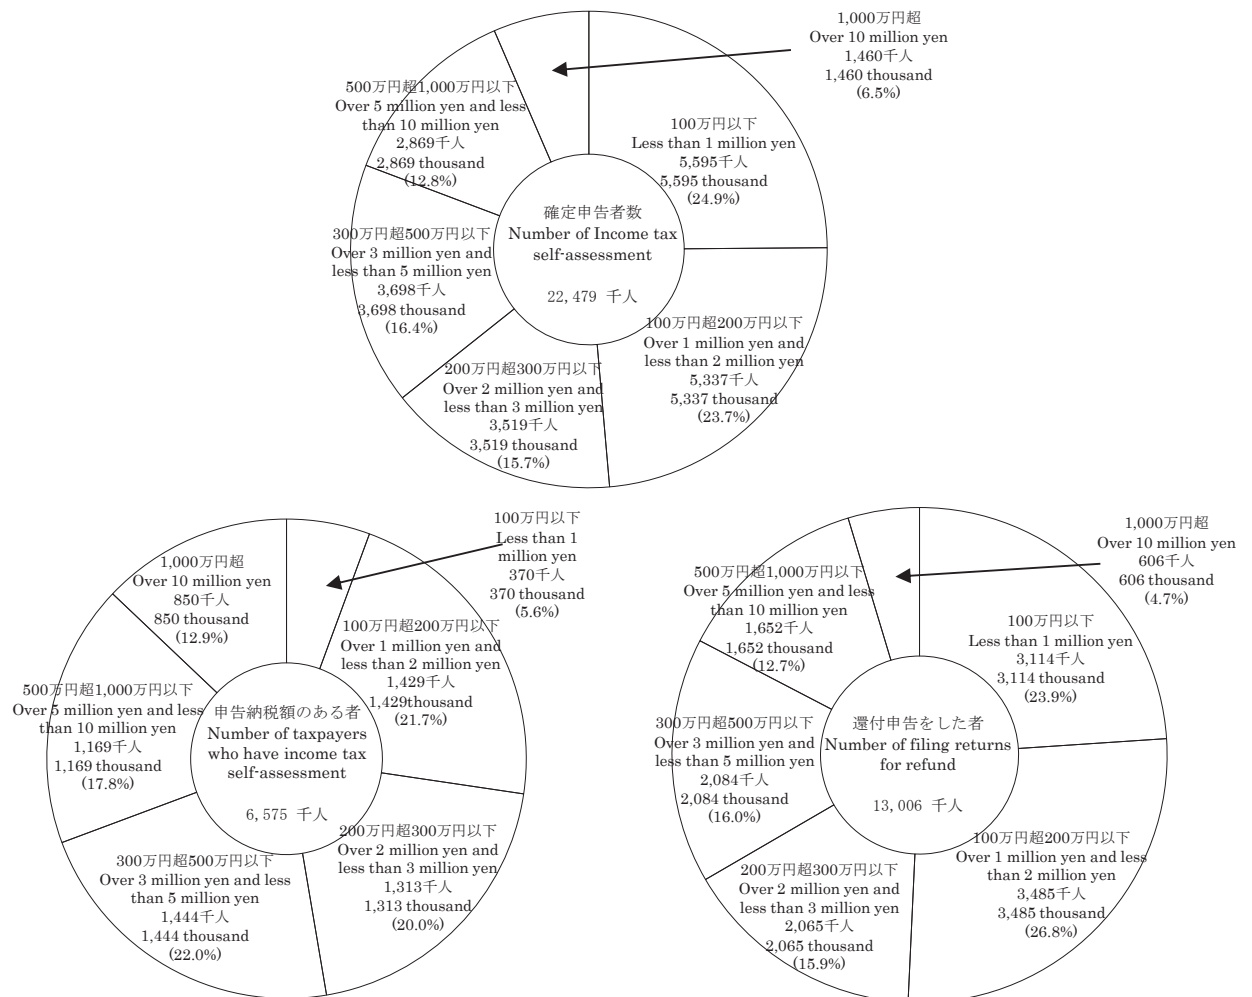 1,000万円超
Over 10 million yen
1,460千人
1,460 thousand
(6.5%)
500万円超1,000万円以下
Over 5 million yen and less
than 10 million yen
2,869千人
2,869 thousand
(12.8%)
100万円以下
Less than 1 million yen
5,595千人
5,595 thousand
(24.9%)
確定申告者数
Number of Income tax
self-assessment
22,479 千人
300万円超500万円以下
Over 3 million yen and
less than 5 million yen
3,698千人
3,698 thousand
(16.4%)
100万円超200万円以下
Over 1 million yen and
less than 2 million yen
5,337千人
5,337 thousand
(23.7%)
200万円超300万円以下
Over 2 million yen and
less than 3 million yen
3,519千人
3,519 thousand
(15.7%)
100万円以下
Less than 1
million yen
370千人
370 thousand
(5.6%)
1,000万円超
Over 10 million yen
850千人
850 thousand
(12.9%)
100万円超200万円以下
Over 1 million yen and
less than 2 million yen
1,429千人
1,429thousand
(21.7%)
500万円超1,000万円以下
Over 5 million yen and less
than 10 million yen
1,169千人
1,169 thousand
(17.8%)
申告納税額のある者
Number of taxpayers
who have income tax
self-assessment
6,575 千人
200万円超300万円以下
Over 2 million yen and
less than 3 million yen
1,313千人
1,313 thousand
(20.0%)
300万円超500万円以下
Over 3 million yen and less
than 5 million yen
1,444千人
1,444 thousand
(22.0%)
1,000万円超
Over 10 million yen
606千人
606 thousand
(4.7%)
500万円超1,000万円以下
Over 5 million yen and less
than 10 million yen
1,652千人
1,652 thousand
(12.7%)
100万円以下
Less than 1 million yen
3,114千人
3,114 thousand
(23.9%)
300万円超500万円以下
Over 3 million yen and
less than 5 million yen
2,084千人
2,084 thousand
(16.0%)
還付申告をした者
Number of filing returns
for refund
13,006 千人
100万円超200万円以下
Over 1 million yen and less
than 2 million yen
3,485千人
3,485 thousand
(26.8%)
200万円超300万円以下
Over 2 million yen and
less than 3 million yen
2,065千人
2,065 thousand
(15.9%)